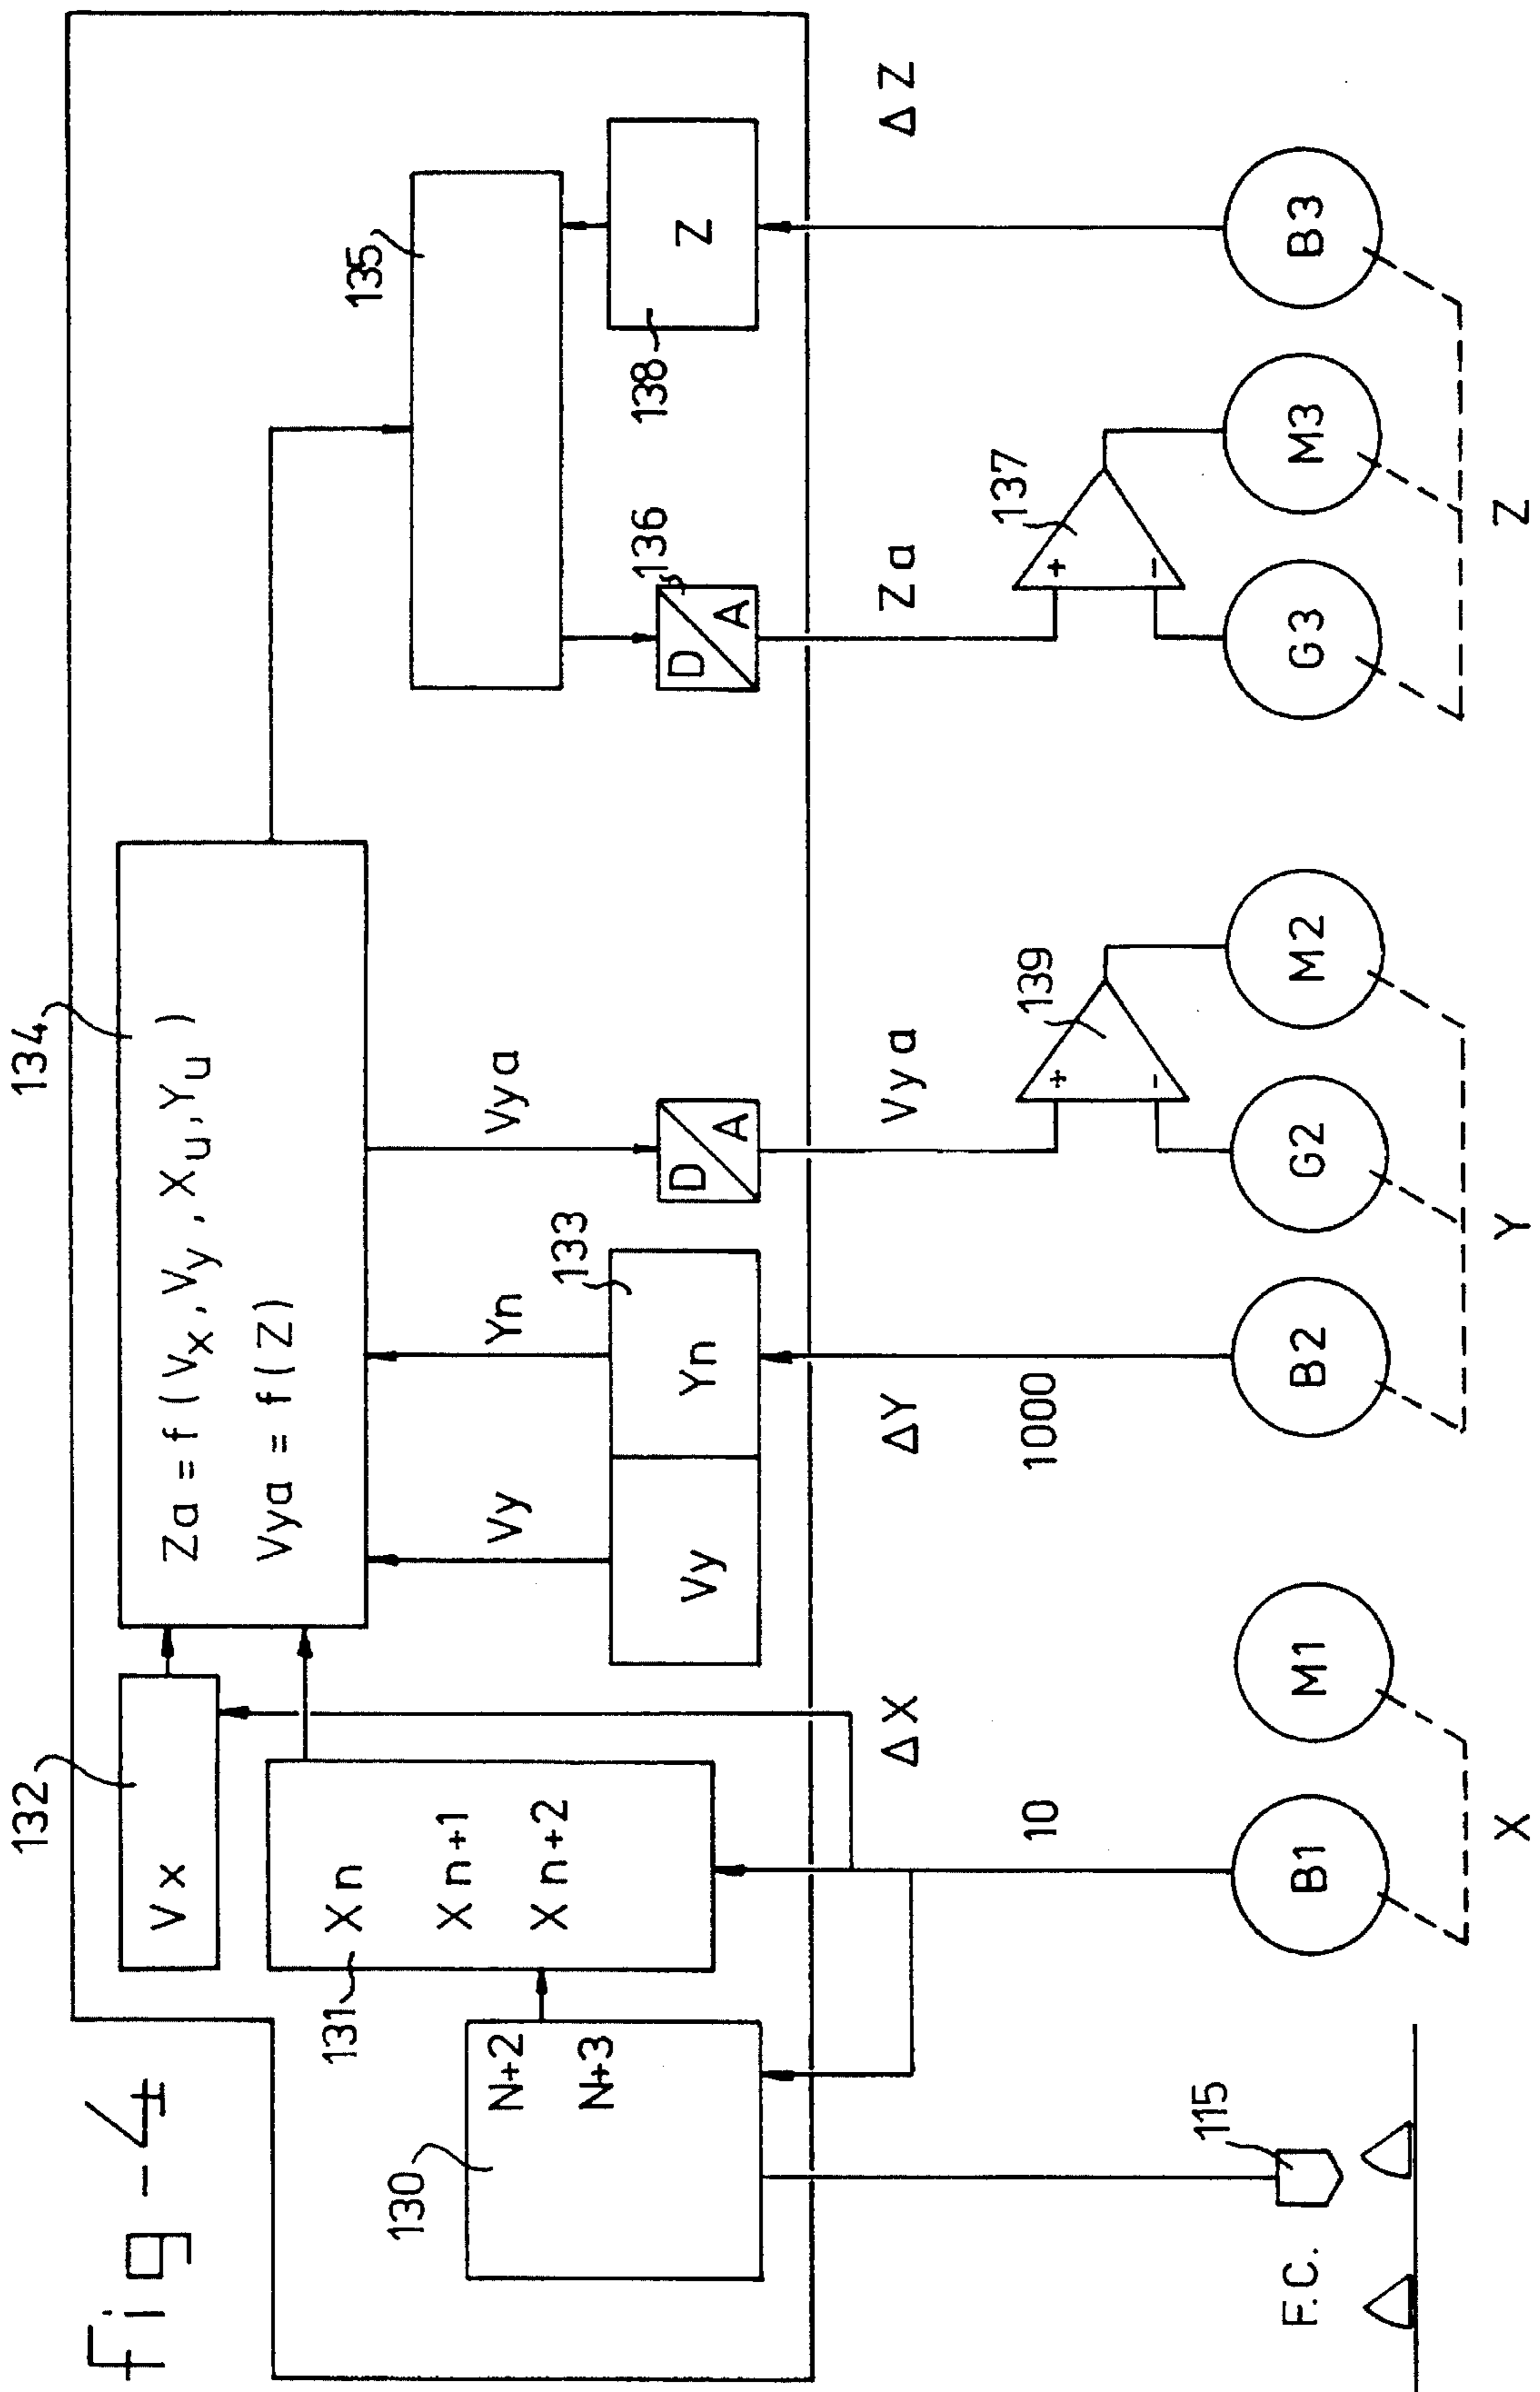 Fig-4
132
134
Vx
Za = f ( Vx , Vy , Xu , Yu )
Vya = f ( Z )
131
Xn
Xn+1
Xn+2
130
N+2
N+3
Vy
Yn
Vya
135
133
Vy
Yn
D
A
136
D
A
138
Z
ΔX
ΔY
Vya
Za
ΔZ
10
1000
139
+
-
137
+
-
115
F.C.
B1
M1
B2
G2
M2
G3
M3
B3
X
Y
Z